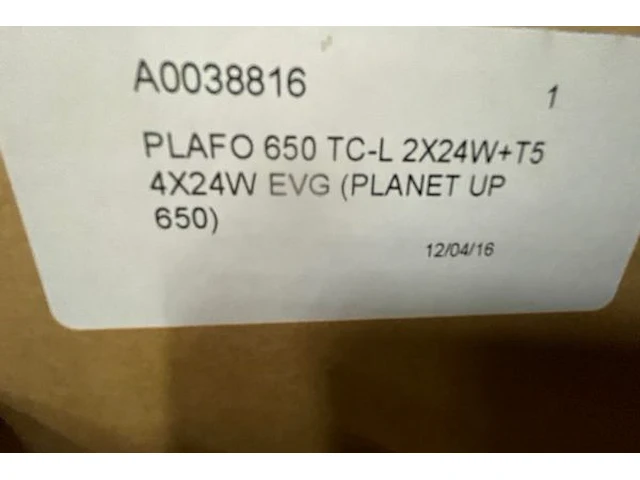 A0038816
1
PLAFO 650 TC-L 2X24W+T5
4X24W EVG (PLANET UP
650)
12/04/16